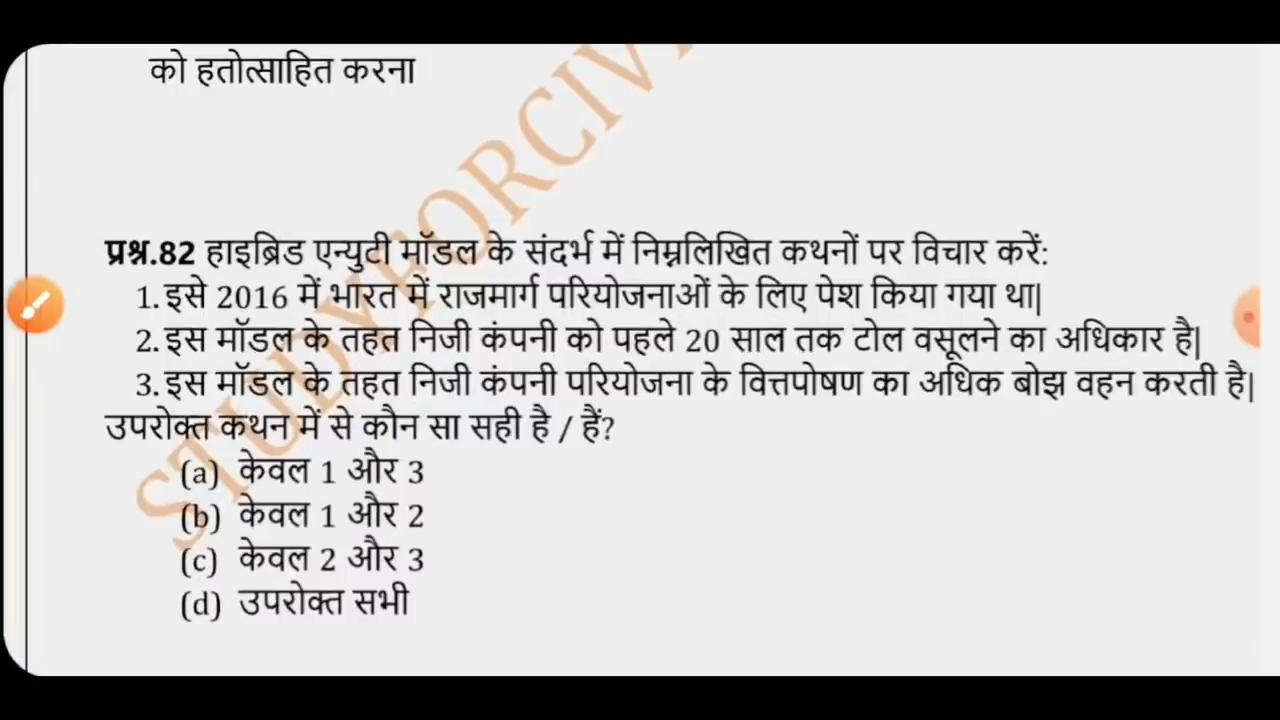 को हतोत्साहित करना
प्रश्न.82 हाइब्रिड एन्युटी मॉडल के संदर्भ में निम्नलिखित कथनों पर विचार करें:
1. इसे 2016 में भारत में राजमार्ग परियोजनाओं के लिए पेश किया गया था|
2. इस मॉडल के तहत निजी कंपनी को पहले 20 साल तक टोल वसूलने का अधिकार है|
3. इस मॉडल के तहत निजी कंपनी परियोजना के वित्तपोषण का अधिक बोझ वहन करती है|
उपरोक्त कथन में से कौन सा सही है / हैं?
(a) केवल 1 और 3
(b) केवल 1 और 2
(c) केवल 2 और 3
(d) उपरोक्त सभी
STUDYFORCIV